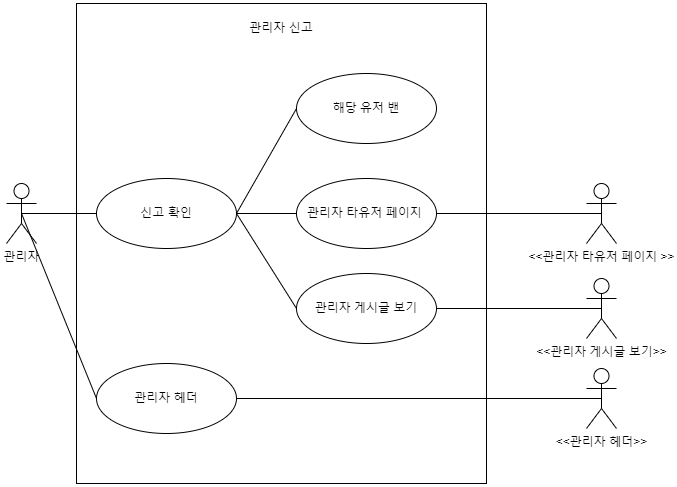 관리자 신고
해당 유저 밴
신고 확인
관리자 타유저 페이지
관리자
<<관리자 타유저 페이지 >>
관리자 게시글 보기
<<관리자 게시글 보기>>
관리자 헤더
<<관리자 헤더>>